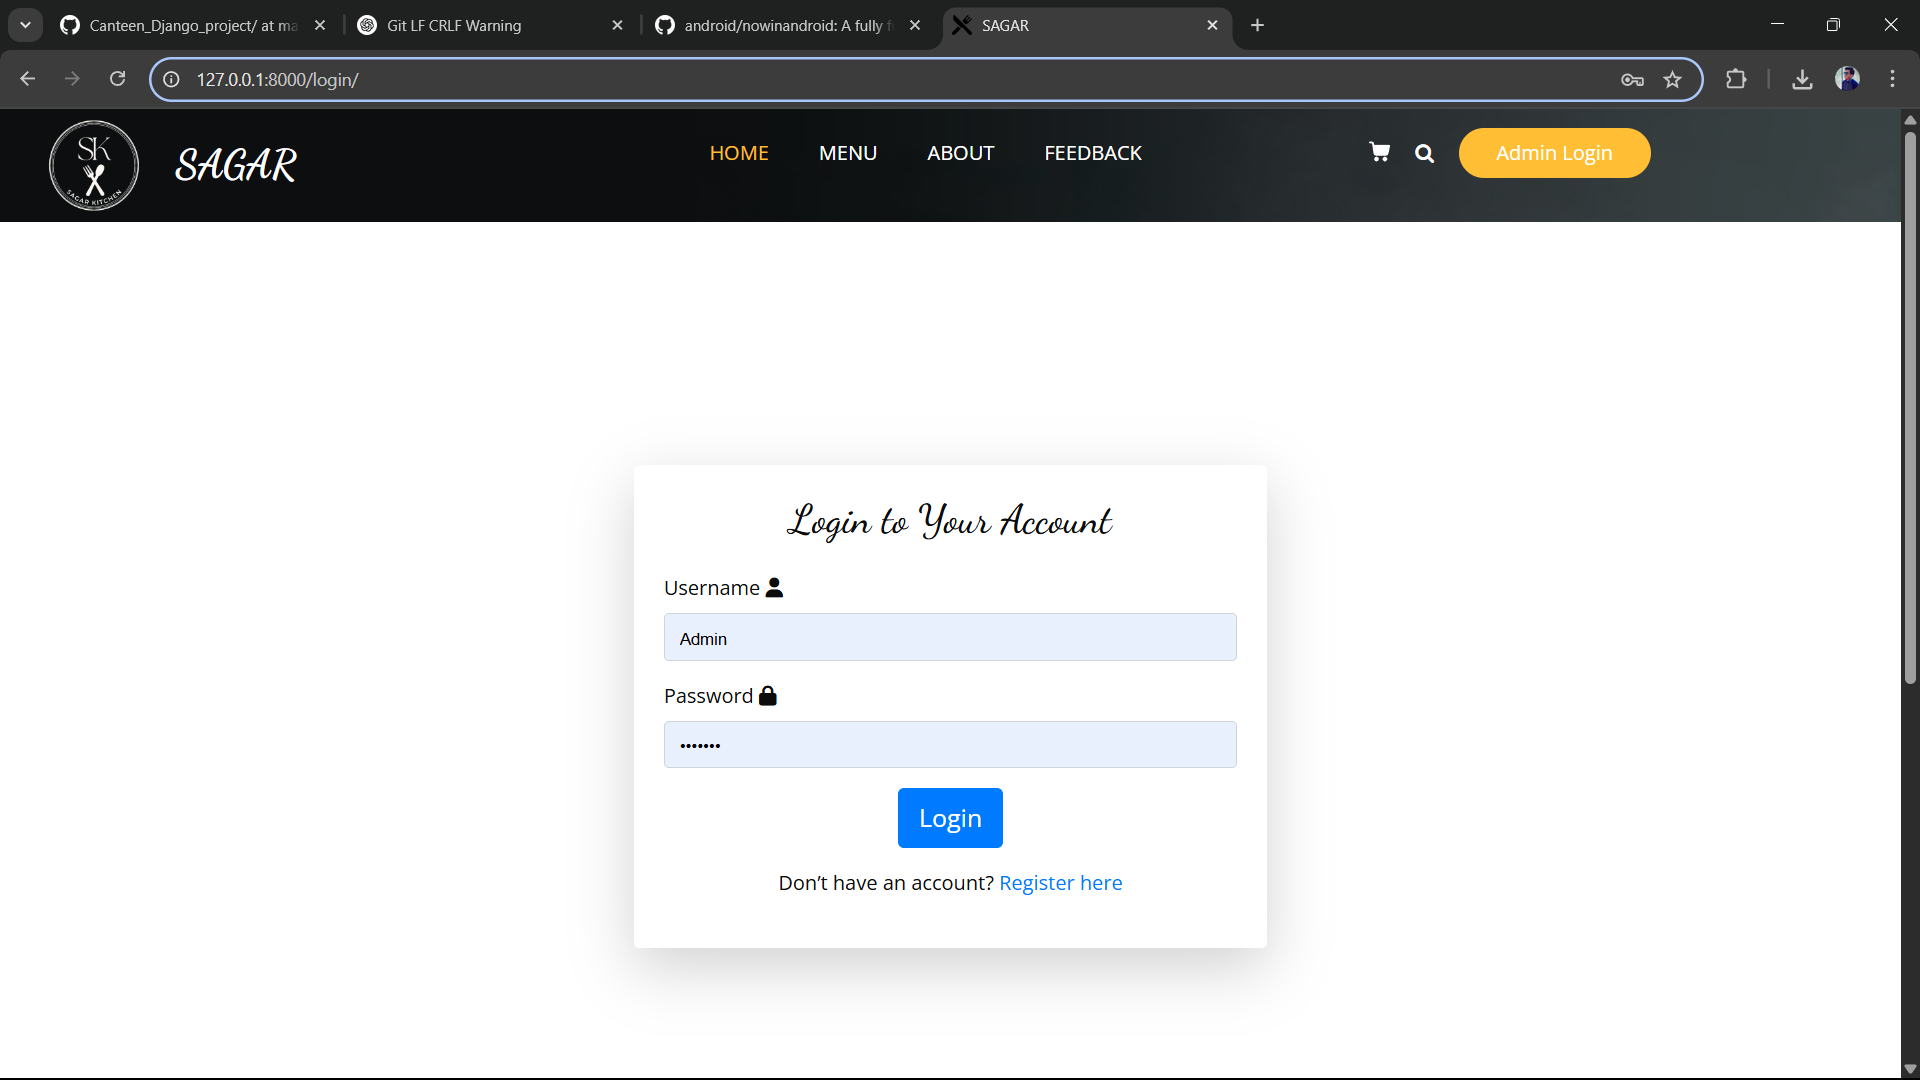 Canteen_Django_project/ at ma
Git LF CRLF Warning
android/nowinandroid: A fully f
SAGAR
127.0.0.1:8000/login/
SK
SAGAR KITCHEN
SAGAR
HOME
MENU
ABOUT
FEEDBACK
Admin Login
Login to Your Account
Username
Admin
Password
•••••••
Login
Don’t have an account? Register here